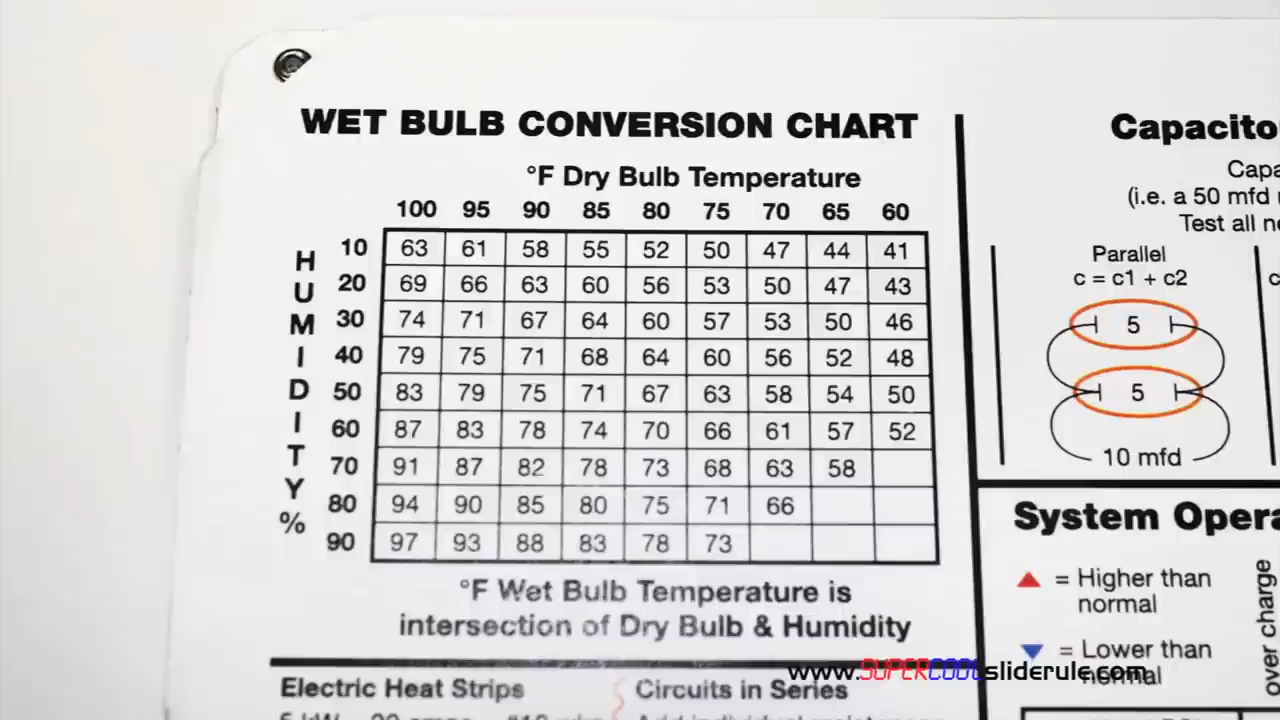 WET BULB CONVERSION CHART
°F Dry Bulb Temperature
100 95 90 85 80 75 70 65 60
HUMIDITY %
10 63 61 58 55 52 50 47 44 41
20 69 66 63 60 56 53 50 47 43
30 74 71 67 64 60 57 53 50 46
40 79 75 71 68 64 60 56 52 48
50 83 79 75 71 67 63 58 54 50
60 87 83 78 74 70 66 61 57 52
70 91 87 82 78 73 68 63 58
80 94 90 85 80 75 71 66
90 97 93 88 83 78 73
°F Wet Bulb Temperature is
intersection of Dry Bulb & Humidity
Electric Heat Strips
Circuits in Series
Capacito
Capa
(i.e. a 50 mfd
Test all
Parallel
c = c1 + c2
5
5
10 mfd
System Opera
= Higher than
normal
= Lower than
normal
over charge
www.SUPERCOOLsliderule.com